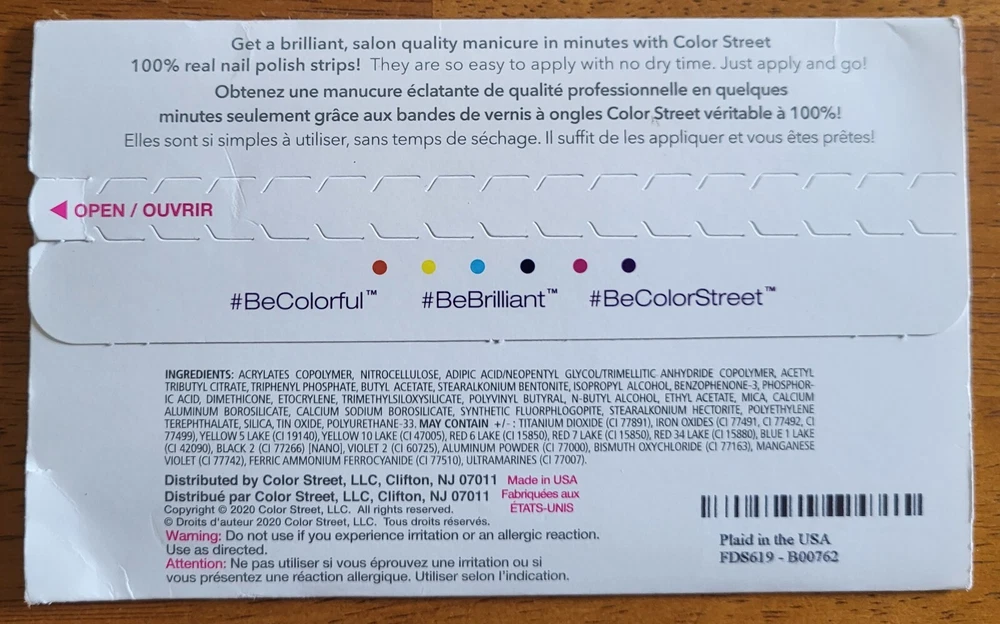 Get a brilliant, salon quality manicure in minutes with Color Street
100% real nail polish strips! They are so easy to apply with no dry time. Just apply and go!
Obtenez une manucure éclatante de qualité professionnelle en quelques
minutes seulement grâce aux bandes de vernis à ongles Color Street véritable à 100%!
Elles sont si simples à utiliser, sans temps de séchage. Il suffit de les appliquer et vous êtes prêtes!
OPEN / OUVRIR
#BeColorful™ #BeBrilliant™ #BeColorStreet™
INGREDIENTS: ACRYLATES COPOLYMER, NITROCELLULOSE, ADIPIC ACID/NEOPENTYL GLYCOL/TRIMELLITIC ANHYDRIDE COPOLYMER, ACETYL
TRIBUTYL CITRATE, TRIPHENYL PHOSPHATE, BUTYL ACETATE, STEARALKONIUM BENTONITE, ISOPROPYL ALCOHOL, BENZOPHENONE-3, PHOSPHOR-
IC ACID, DIMETHICONE, ETOCRYLENE, TRIMETHYLSILOXYSILICATE, POLYVINYL BUTYRAL, N-BUTYL ALCOHOL, ETHYL ACETATE, MICA, CALCIUM
ALUMINUM BOROSILICATE, CALCIUM SODIUM BOROSILICATE, SYNTHETIC FLUORPHLOGOPITE, STEARALKONIUM HECTORITE, POLYETHYLENE
TEREPHTHALATE, SILICA, TIN OXIDE, POLYURETHANE-33. MAY CONTAIN +/- : TITANIUM DIOXIDE (CI 77891), IRON OXIDES (CI 77491, CI 77492, CI
77499), YELLOW 5 LAKE (CI 19140), YELLOW 10 LAKE (CI 47005), RED 6 LAKE (CI 15850), RED 7 LAKE (CI 15850), RED 34 LAKE (CI 15880), BLUE 1 LAKE
(CI 42090), BLACK 2 (CI 77266) [NANO], VIOLET 2 (CI 60725), ALUMINUM POWDER (CI 77000), BISMUTH OXYCHLORIDE (CI 77163), MANGANESE
VIOLET (CI 77742), FERRIC AMMONIUM FERROCYANIDE (CI 77510), ULTRAMARINES (CI 77007).
Distributed by Color Street, LLC, Clifton, NJ 07011
Distribué par Color Street, LLC, Clifton, NJ 07011
Made in USA
Fabriquées aux
ÉTATS-UNIS
Copyright © 2020 Color Street, LLC. All rights reserved.
© Droits d'auteur 2020 Color Street, LLC. Tous droits réservés.
Warning: Do not use if you experience irritation or an allergic reaction.
Use as directed.
Attention: Ne pas utiliser si vous éprouvez une irritation ou si
vous présentez une réaction allergique. Utiliser selon l'indication.
Plaid in the USA
FDS619 - B00762